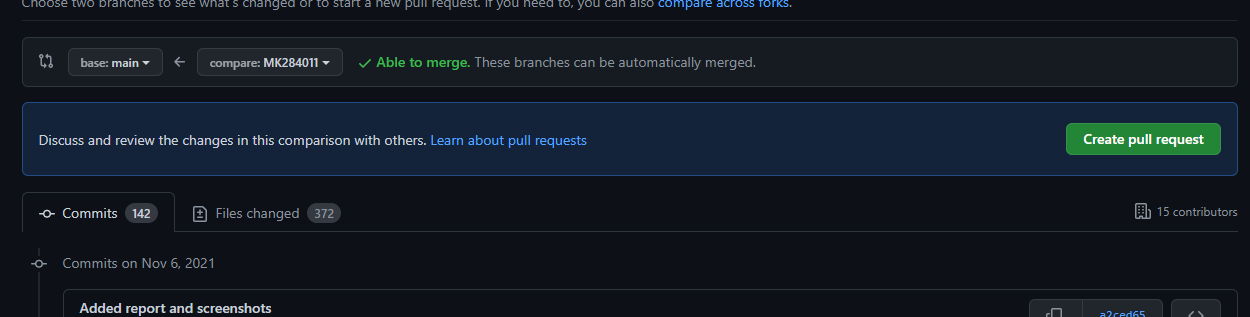 Choose two branches to see what's changed or to start a new pull request. If you need to, you can also compare across forks.
base: main compare: MK284011 Able to merge. These branches can be automatically merged.
Discuss and review the changes in this comparison with others. Learn about pull requests Create pull request
Commits 142 Files changed 372 15 contributors
Commits on Nov 6, 2021
Added report and screenshots a2ced65